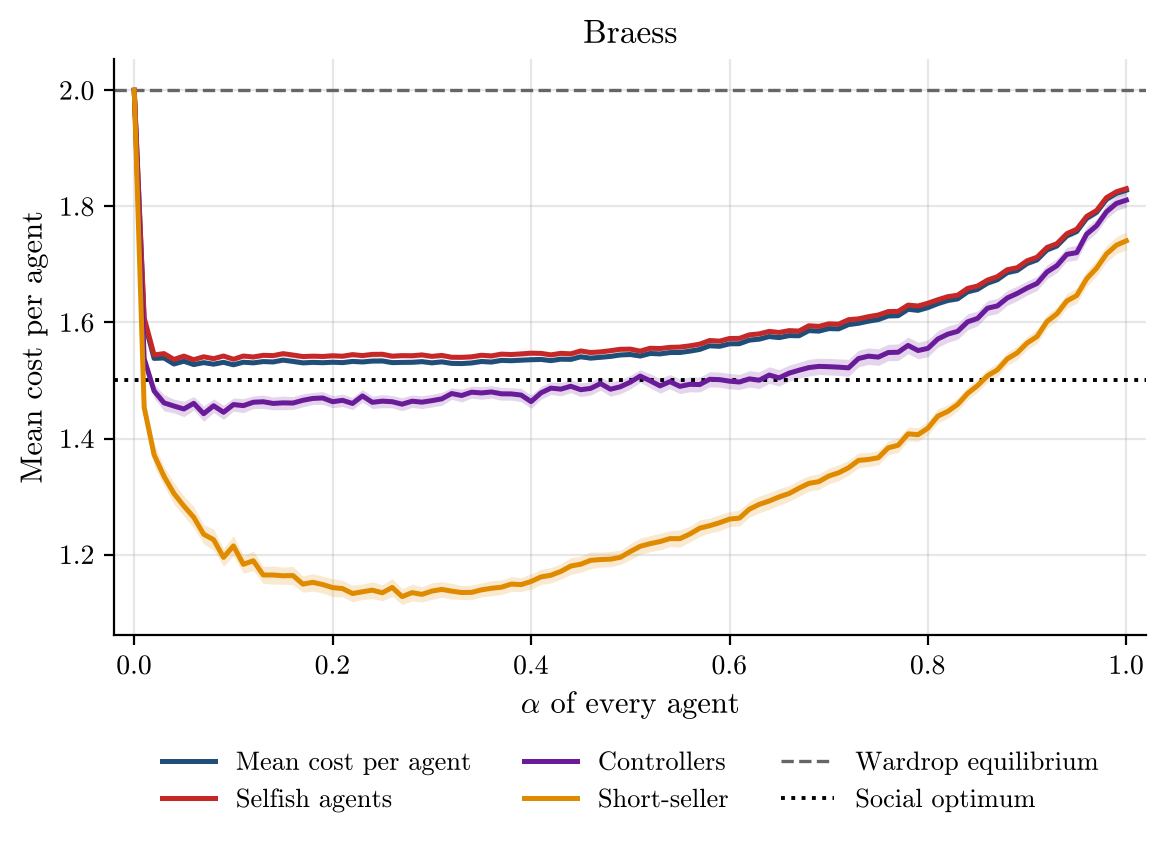 Braess
Mean cost per agent
2.0
1.8
1.6
1.4
1.2
0.0 0.2 0.4 0.6 0.8 1.0
α of every agent
Mean cost per agent Controllers Wardrop equilibrium
Selfish agents Short-seller Social optimum